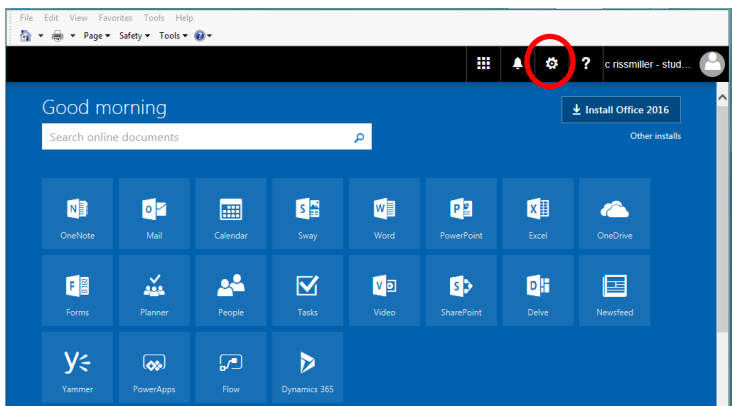 File Edit View Favorites Tools Help
Page Safety Tools
? c rissmiller - stud...
Good morning
Install Office 2016
Search online documents
Other installs
N O S W P X
OneNote Mail Calendar Sway Word PowerPoint Excel OneDrive
F V S D
Forms Planner People Tasks Video SharePoint Delve Newsfeed
Yammer PowerApps Flow Dynamics 365